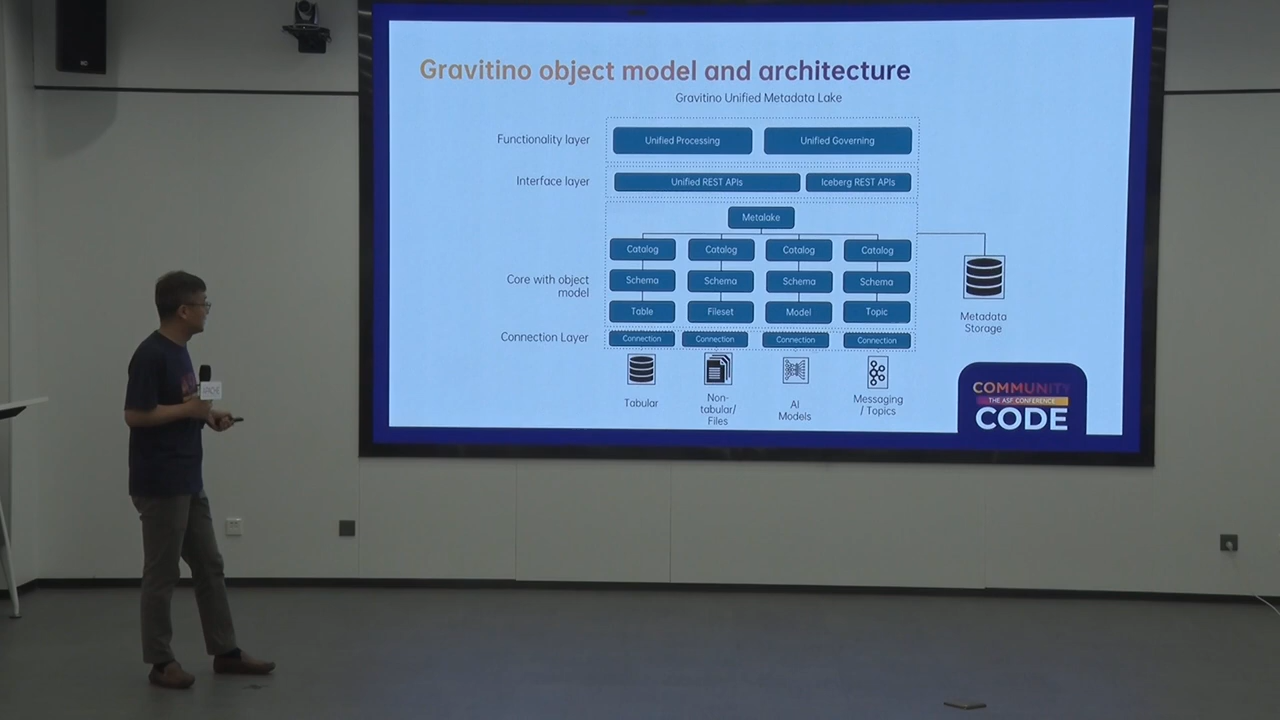 Gravitino object model and architecture
Gravitino Unified Metadata Lake
Functionality layer
Unified Processing
Unified Governing
Interface layer
Unified REST APIs
Iceberg REST APIs
Metalake
Catalog
Catalog
Catalog
Catalog
Core with object
model
Schema
Schema
Schema
Schema
Table
Fileset
Model
Topic
Connection Layer
Connection
Connection
Connection
Connection
Metadata
Storage
Tabular
Non-
tabular/
Files
AI
Models
Messaging
/ Topics
COMMUNITY
THE ASF CONFERENCE
CODE